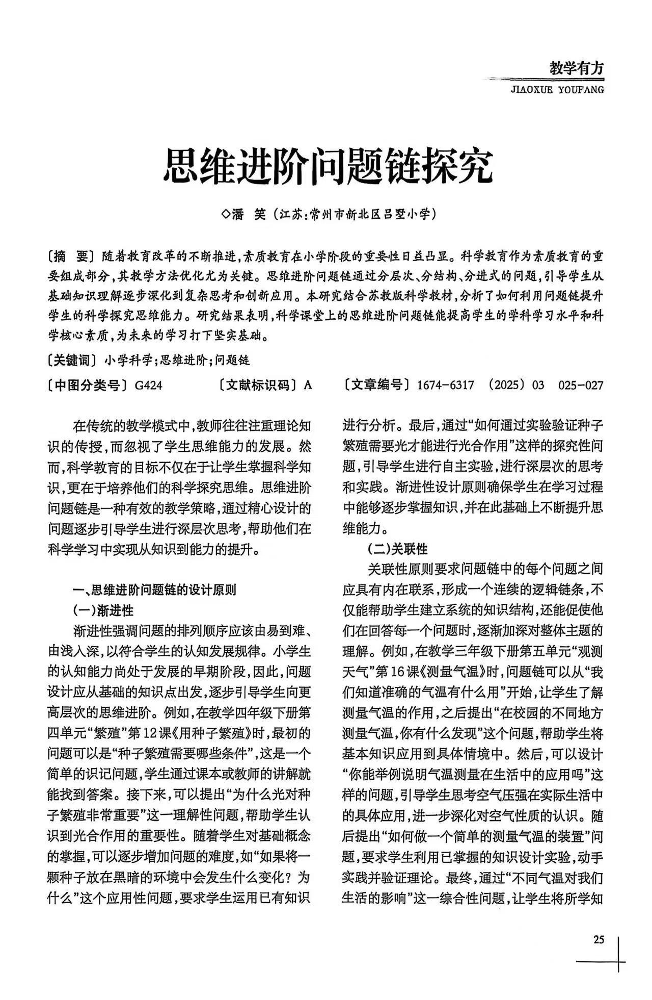 教学有方
JIAOXUE YOUFANG
思维进阶问题链探究
◇潘 笑（江苏：常州市新北区吕墅小学）
〔摘 要〕随着教育改革的不断推进，素质教育在小学阶段的重要性日益凸显。科学教育作为素质教育的重
要组成部分，其教学方法优化尤为关键。思维进阶问题链通过分层次、分结构、分进式的问题，引导学生从
基础知识理解逐步深化到复杂思考和创新应用。本研究结合苏教版科学教材，分析了如何利用问题链提升
学生的科学探究思维能力。研究结果表明，科学课堂上的思维进阶问题链能提高学生的学科学习水平和科
学核心素质，为未来的学习打下坚实基础。
〔关键词〕小学科学；思维进阶；问题链
〔中图分类号〕G424 〔文献标识码〕A 〔文章编号〕1674-6317 （2025）03 025-027
在传统的教学模式中，教师往往注重理论知
识的传授，而忽视了学生思维能力的发展。然
而，科学教育的目标不仅在于让学生掌握科学知
识，更在于培养他们的科学探究思维。思维进阶
问题链是一种有效的教学策略，通过精心设计的
问题逐步引导学生进行深层次思考，帮助他们在
科学学习中实现从知识到能力的提升。
一、思维进阶问题链的设计原则
（一）渐进性
渐进性强调问题的排列顺序应该由易到难、
由浅入深，以符合学生的认知发展规律。小学生
的认知能力尚处于发展的早期阶段，因此，问题
设计应从基础的知识点出发，逐步引导学生向更
高层次的思维进阶。例如，在教学四年级下册第
四单元“繁殖”第12课《用种子繁殖》时，最初的
问题可以是“种子繁殖需要哪些条件”，这是一个
简单的识记问题，学生通过课本或教师的讲解就
能找到答案。接下来，可以提出“为什么光对种
子繁殖非常重要”这一理解性问题，帮助学生认
识到光合作用的重要性。随着学生对基础概念
的掌握，可以逐步增加问题的难度，如“如果将一
颗种子放在黑暗的环境中会发生什么变化？为
什么”这个应用性问题，要求学生运用已有知识
进行分析。最后，通过“如何通过实验验证种子
繁殖需要光才能进行光合作用”这样的探究性问
题，引导学生进行自主实验，进行深层次的思考
和实践。渐进性设计原则确保学生在学习过程
中能够逐步掌握知识，并在此基础上不断提升思
维能力。
（二）关联性
关联性原则要求问题链中的每个问题之间
应具有内在联系，形成一个连续的逻辑链条，不
仅能帮助学生建立系统的知识结构，还能促使他
们在回答每一个问题时，逐渐加深对整体主题的
理解。例如，在教学三年级下册第五单元“观测
天气”第16课《测量气温》时，问题链可以从“我
们知道准确的气温有什么用”开始，让学生了解
测量气温的作用，之后提出“在校园的不同地方
测量气温，你有什么发现”这个问题，帮助学生将
基本知识应用到具体情境中。然后，可以设计
“你能举例说明气温测量在生活中的应用吗”这
样的问题，引导学生思考空气压强在实际生活中
的具体应用，进一步深化对空气性质的认识。随
后提出“如何做一个简单的测量气温的装置”问
题，要求学生利用已掌握的知识设计实验，动手
实践并验证理论。最终，通过“不同气温对我们
生活的影响”这一综合性问题，让学生将所学知
25